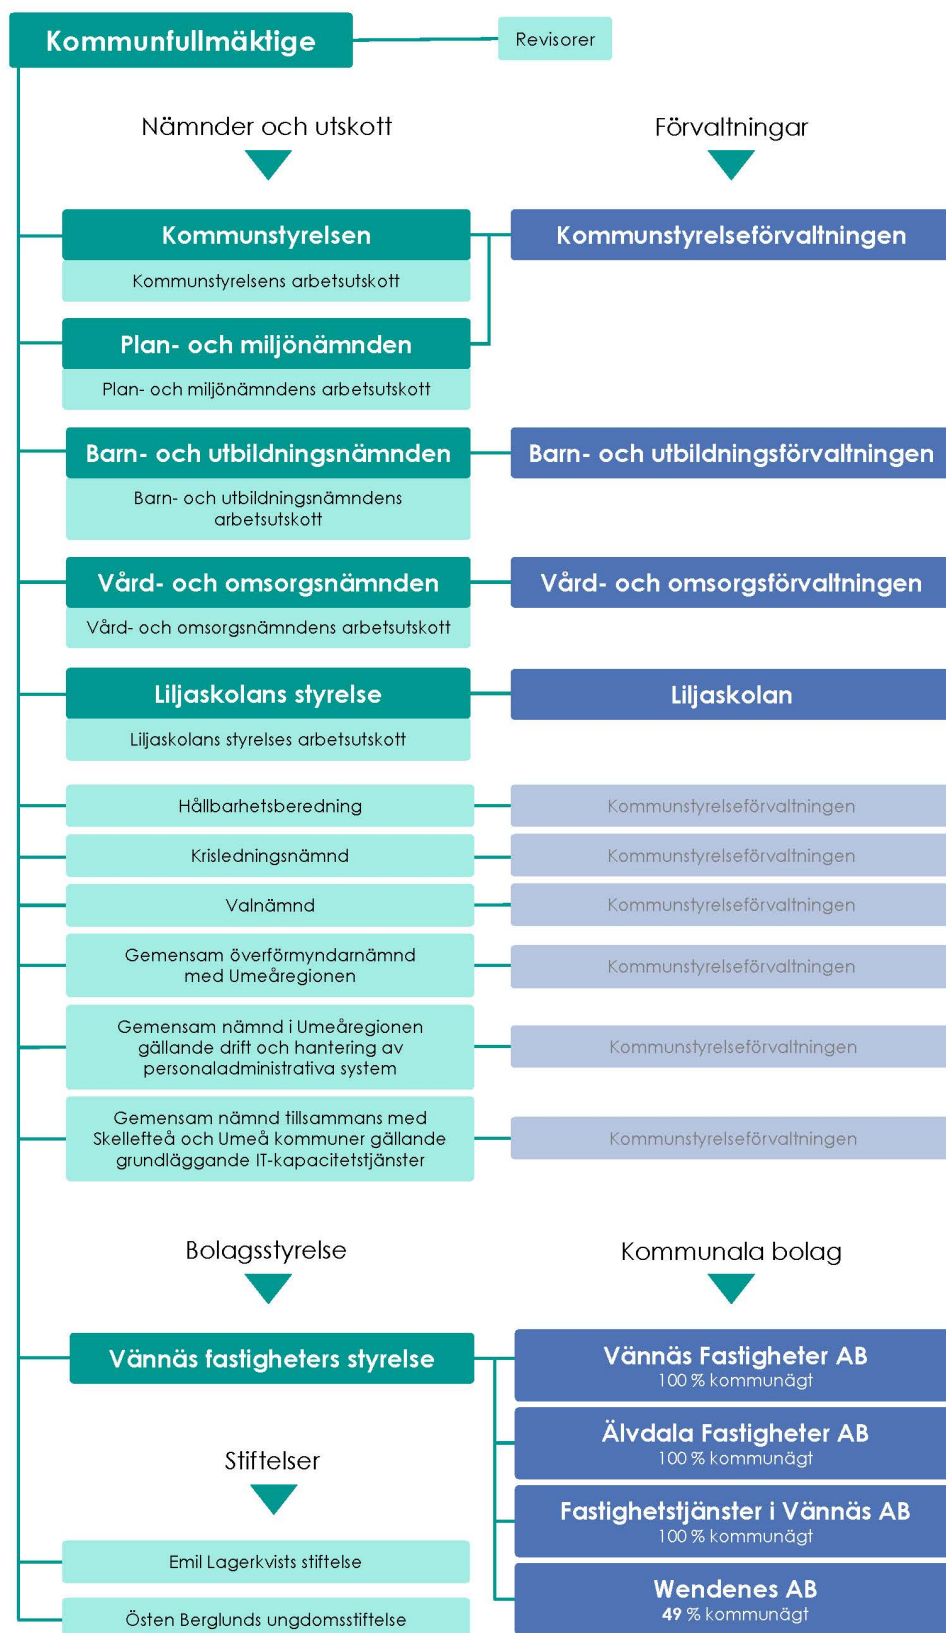 Kommunfullmäktige
Revisorer
Nämnder och utskott
Förvaltningar
Kommunstyrelsen
Kommunstyrelseförvaltningen
Kommunstyrelsens arbetsutskott
Plan- och miljönämnden
Plan- och miljönämndens arbetsutskott
Barn- och utbildningsnämnden
Barn- och utbildningsförvaltningen
Barn- och utbildningsnämndens
arbetsutskott
Vård- och omsorgsnämnden
Vård- och omsorgsförvaltningen
Vård- och omsorgsnämndens arbetsutskott
Liljaskolans styrelse
Liljaskolan
Liljaskolans styrelses arbetsutskott
Hållbarhetsberedning
Kommunstyrelseförvaltningen
Krisledningsnämnd
Kommunstyrelseförvaltningen
Valnämnd
Kommunstyrelseförvaltningen
Gemensam överförmyndarnämnd
med Umeåregionen
Kommunstyrelseförvaltningen
Gemensam nämnd i Umeåregionen
gällande drift och hantering av
personaladministrativa system
Kommunstyrelseförvaltningen
Gemensam nämnd tillsammans med
Skellefteå och Umeå kommuner gällande
grundläggande IT-kapacitetstjänster
Kommunstyrelseförvaltningen
Bolagsstyrelse
Kommunala bolag
Vännäs fastigheters styrelse
Vännäs Fastigheter AB
100 % kommunägt
Älvdala Fastigheter AB
100 % kommunägt
Stiftelser
Fastighetstjänster i Vännäs AB
100 % kommunägt
Emil Lagerkvists stiftelse
Wendenes AB
49 % kommunägt
Östen Berglunds ungdomsstiftelse